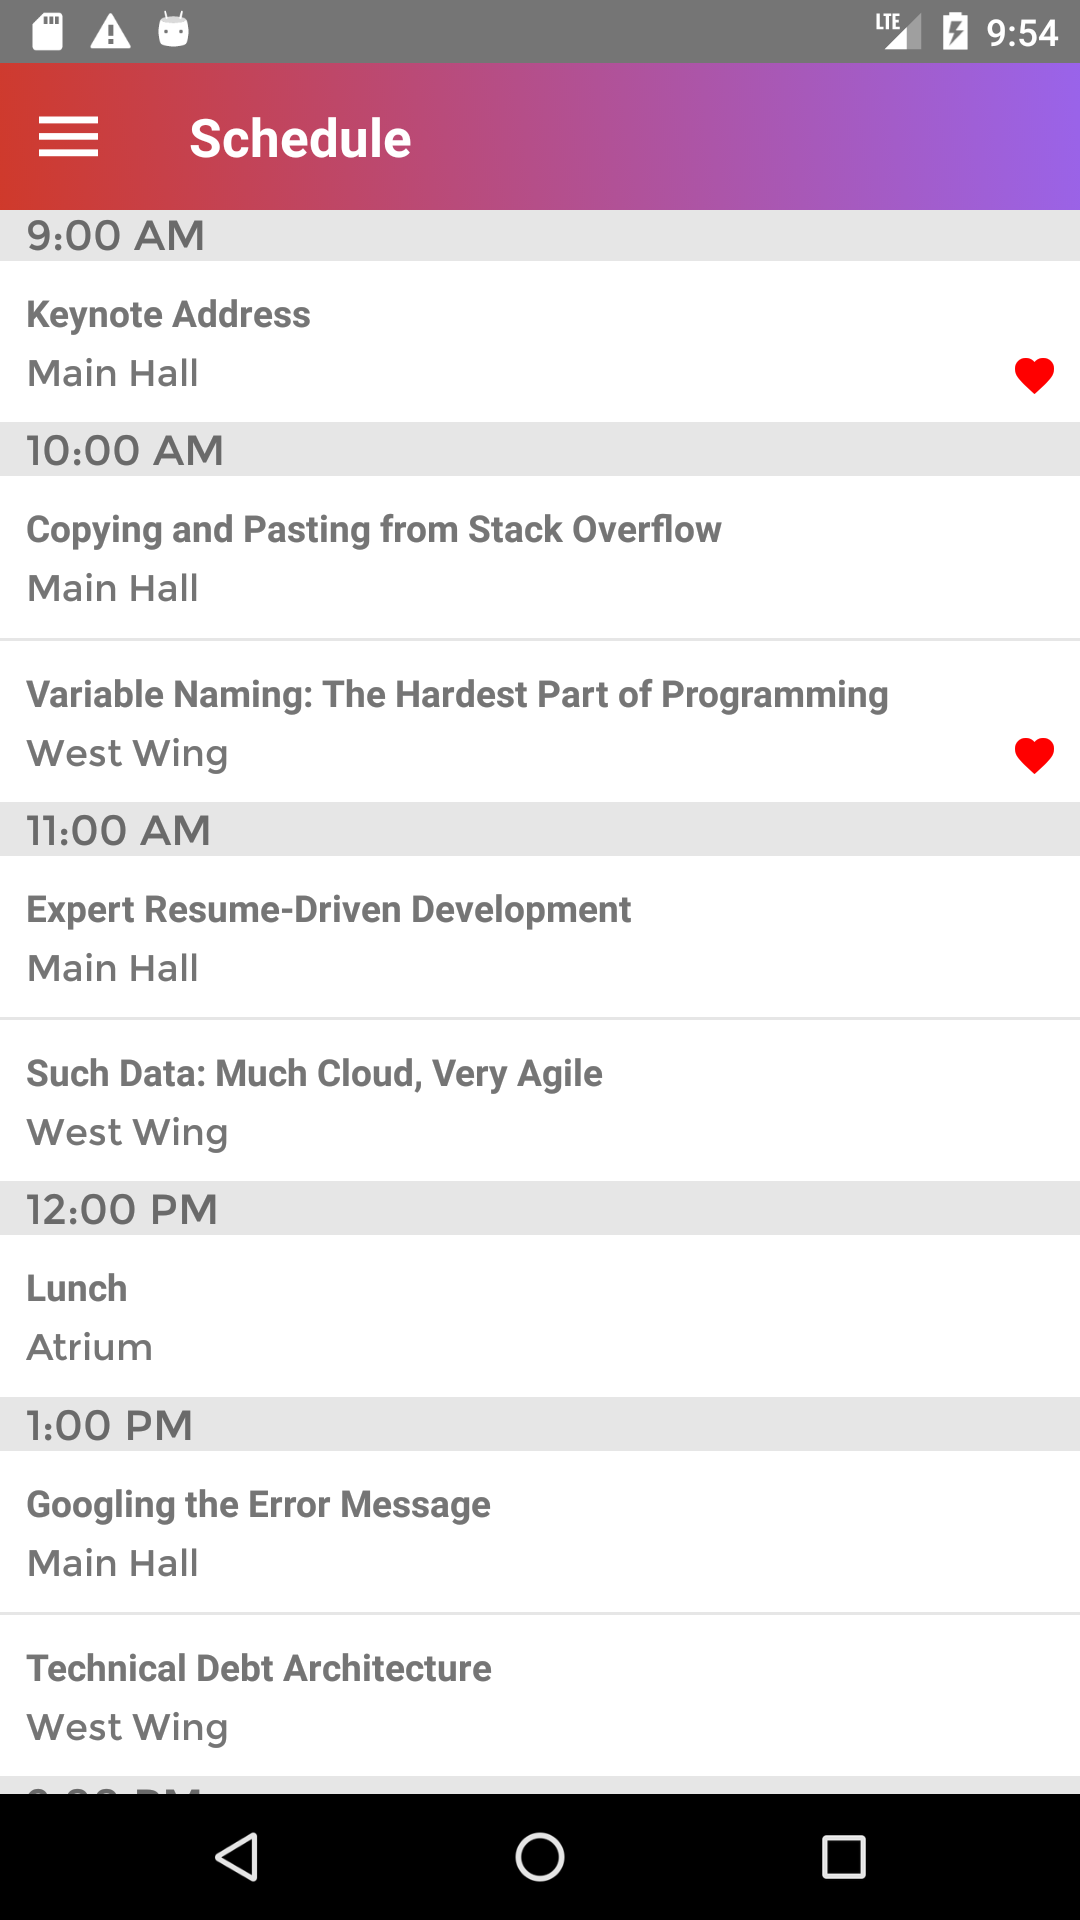 LTE 9:54
Schedule
9:00 AM
Keynote Address
Main Hall
10:00 AM
Copying and Pasting from Stack Overflow
Main Hall
Variable Naming: The Hardest Part of Programming
West Wing
11:00 AM
Expert Resume-Driven Development
Main Hall
Such Data: Much Cloud, Very Agile
West Wing
12:00 PM
Lunch
Atrium
1:00 PM
Googling the Error Message
Main Hall
Technical Debt Architecture
West Wing